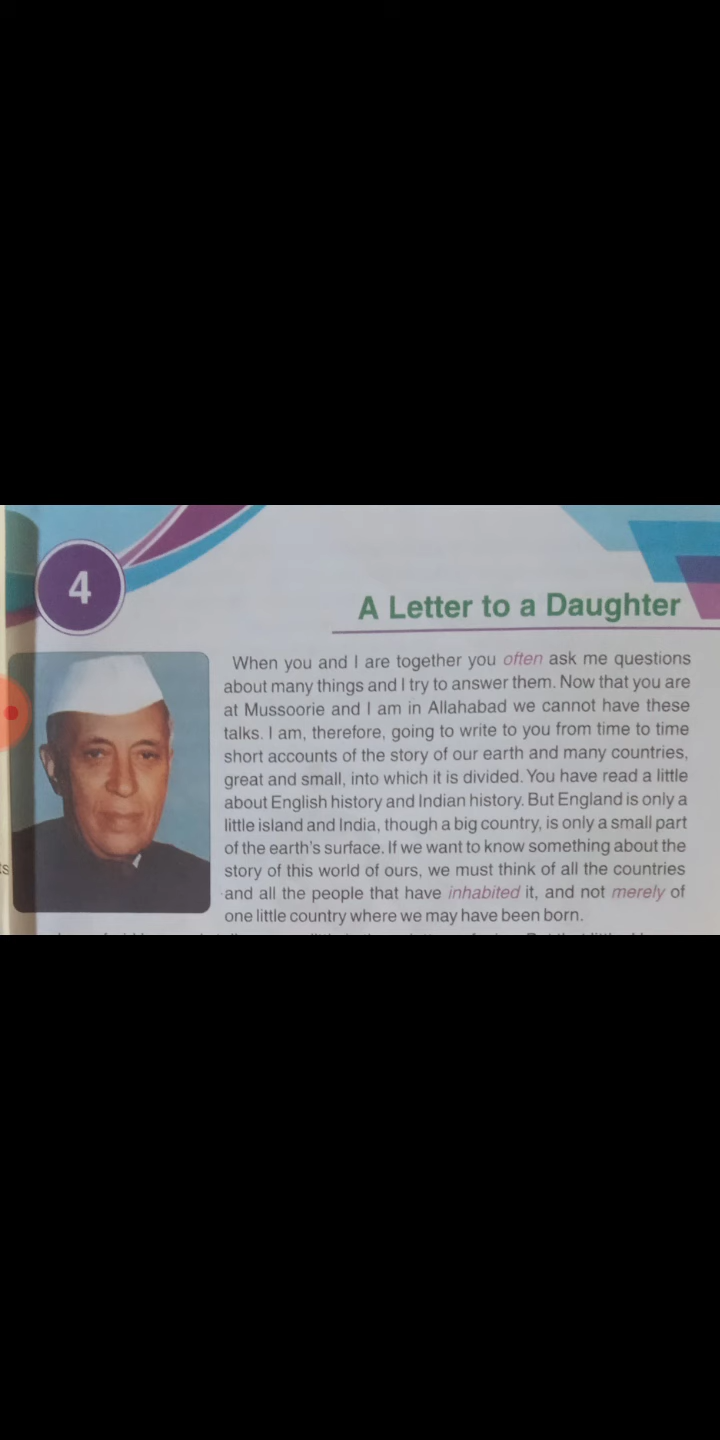 4
A Letter to a Daughter
When you and I are together you often ask me questions
about many things and I try to answer them. Now that you are
at Mussoorie and I am in Allahabad we cannot have these
talks. I am, therefore, going to write to you from time to time
short accounts of the story of our earth and many countries,
great and small, into which it is divided. You have read a little
about English history and Indian history. But England is only a
little island and India, though a big country, is only a small part
of the earth's surface. If we want to know something about the
story of this world of ours, we must think of all the countries
and all the people that have inhabited it, and not merely of
one little country where we may have been born.